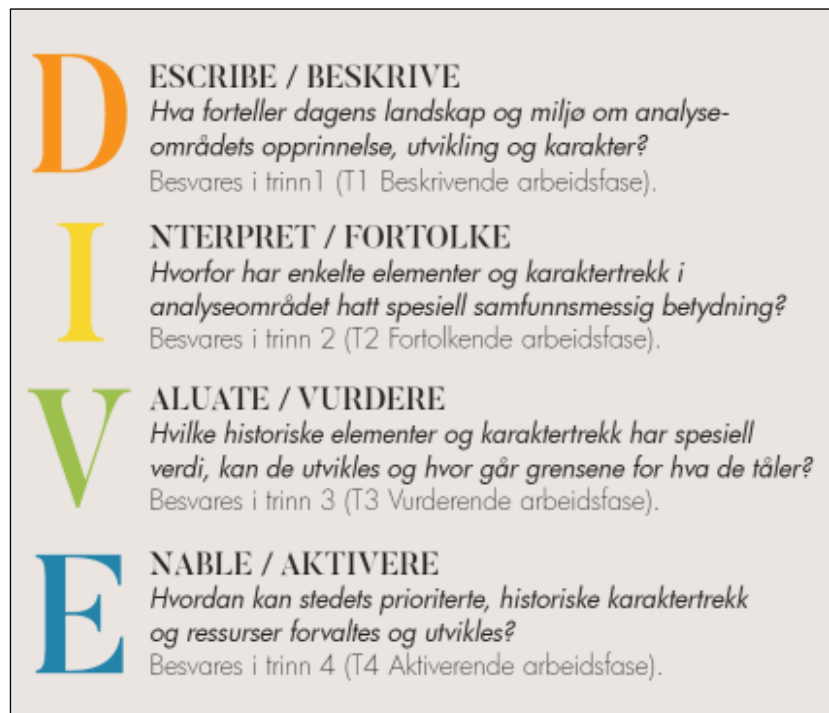 DESCRIBE / BESKRIVE
Hva forteller dagens landskap og miljø om analyse-
områdets opprinnelse, utvikling og karakter?
Besvares i trinn1 (T1 Beskrivende arbeidsfase).
INTERPRET / FORTOLKE
Hvorfor har enkelte elementer og karaktertrekk i
analyseområdet hatt spesiell samfunnsmessig betydning?
Besvares i trinn 2 (T2 Fortolkende arbeidsfase).
VALUATE / VURDERE
Hvilke historiske elementer og karaktertrekk har spesiell
verdi, kan de utvikles og hvor går grensene for hva de tåler?
Besvares i trinn 3 (T3 Vurderende arbeidsfase).
ENABLE / AKTIVERE
Hvordan kan stedets prioriterte, historiske karaktertrekk
og ressurser forvaltes og utvikles?
Besvares i trinn 4 (T4 Aktiverende arbeidsfase).